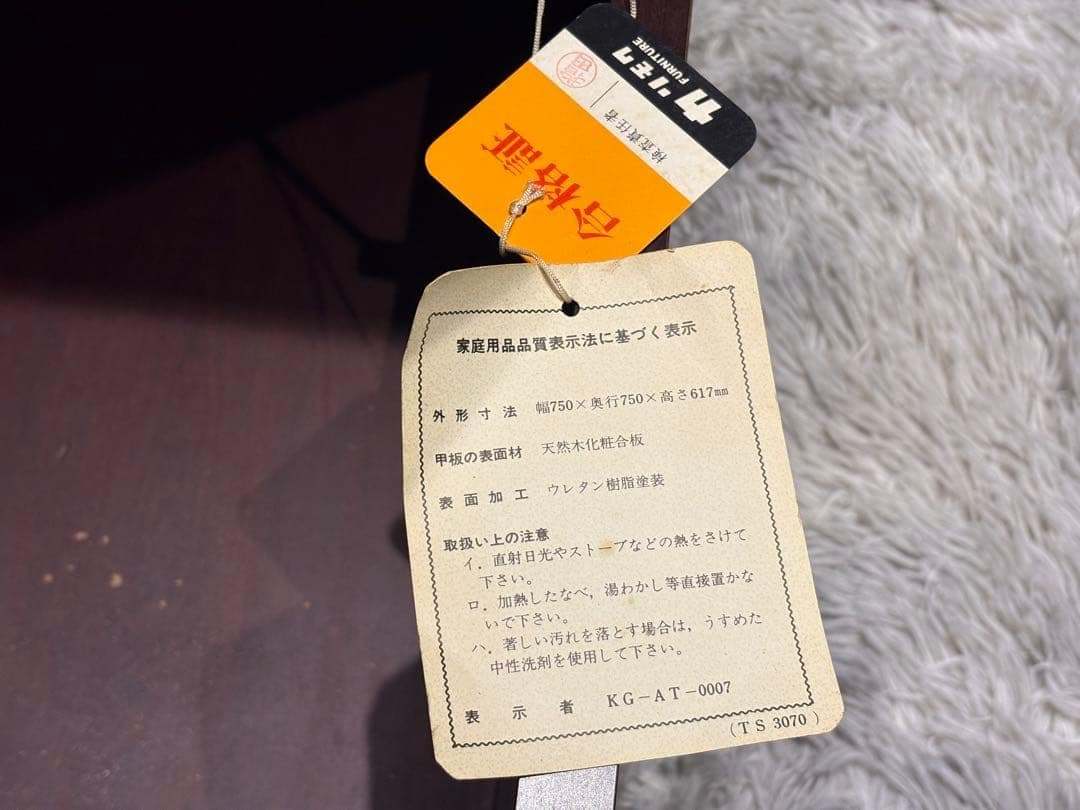 カリモク
FURNITURE
検査責任者
合格証
家庭用品品質表示法に基づく表示
外形寸法 幅750×奥行750×高さ617mm
甲板の表面材 天然木化粧合板
表面加工 ウレタン樹脂塗装
取扱い上の注意
イ．直射日光やストーブなどの熱をさけて
下さい。
ロ．加熱したなべ，湯わかし等直接置かな
いで下さい。
ハ．著しい汚れを落とす場合は，うすめた
中性洗剤を使用して下さい。
表示者 KG-AT-0007
(TS 3070)